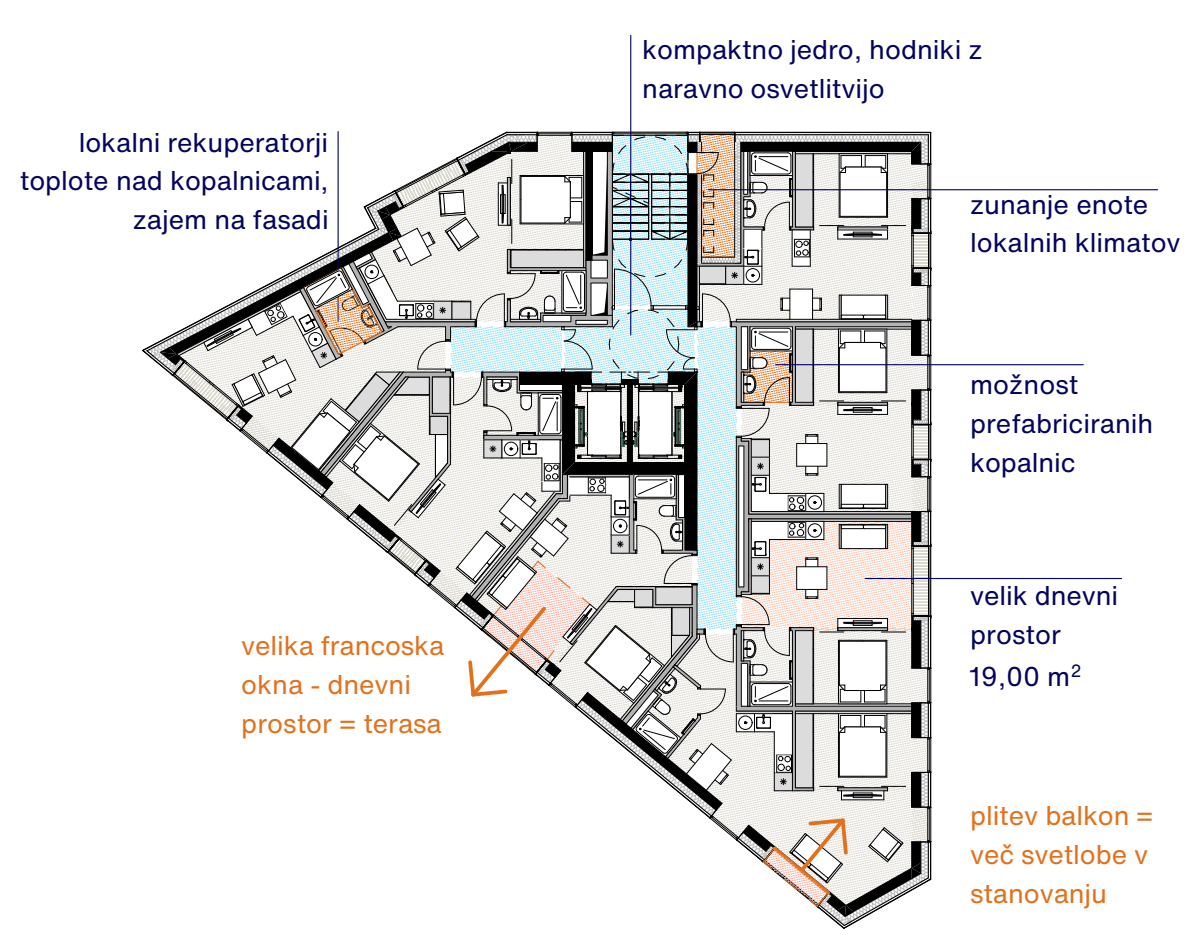 kompaktno jedro, hodniki z
naravno osvetlitvijo
lokalni rekuperatorji
toplote nad kopalnicami,
zajem na fasadi
zunanje enote
lokalnih klimatov
možnost
prefabriciranih
kopalnic
velik dnevni
prostor
19,00 m²
velika francoska
okna - dnevni
prostor = terasa
plitev balkon =
več svetlobe v
stanovanju